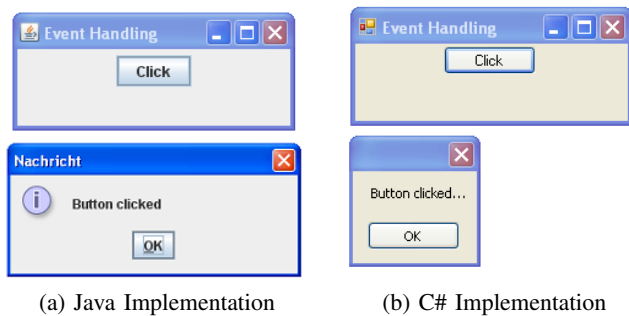 Event Handling
Click
Nachricht
Button clicked
OK
(a) Java Implementation
Event Handling
Click
Button clicked...
OK
(b) C# Implementation